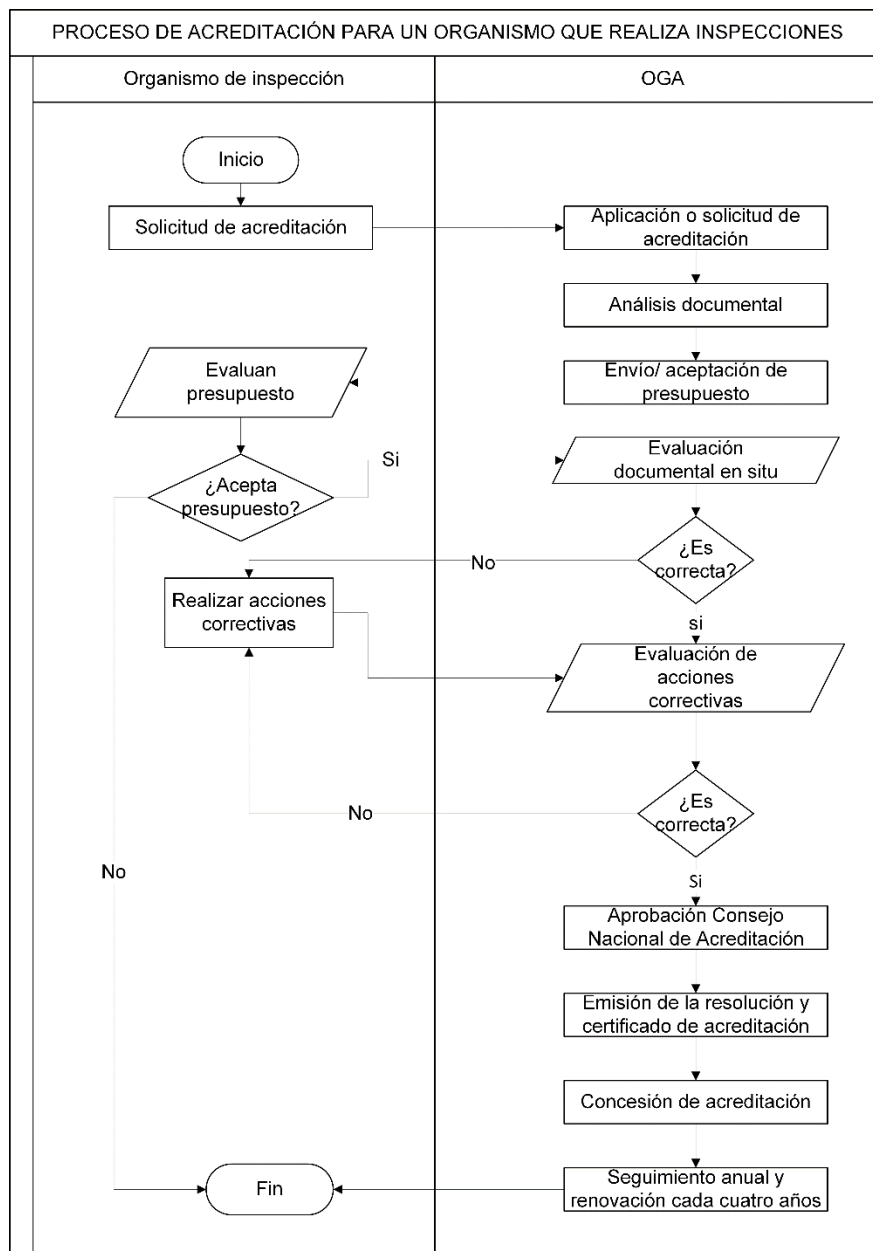 PROCESO DE ACREDITACIÓN PARA UN ORGANISMO QUE REALIZA INSPECCIONES
Organismo de inspección
OGA
Inicio
Solicitud de acreditación
Aplicación o solicitud de
acreditación
Análisis documental
Evaluan
presupuesto
Envío/ aceptación de
presupuesto
Si
Evaluación
documental en situ
¿Acepta
presupuesto?
¿Es
correcta?
No
Realizar acciones
correctivas
si
Evaluación de
acciones
correctivas
¿Es
correcta?
No
No
Si
Aprobación Consejo
Nacional de Acreditación
Emisión de la resolución y
certificado de acreditación
Concesión de acreditación
Seguimiento anual y
renovación cada cuatro años
Fin